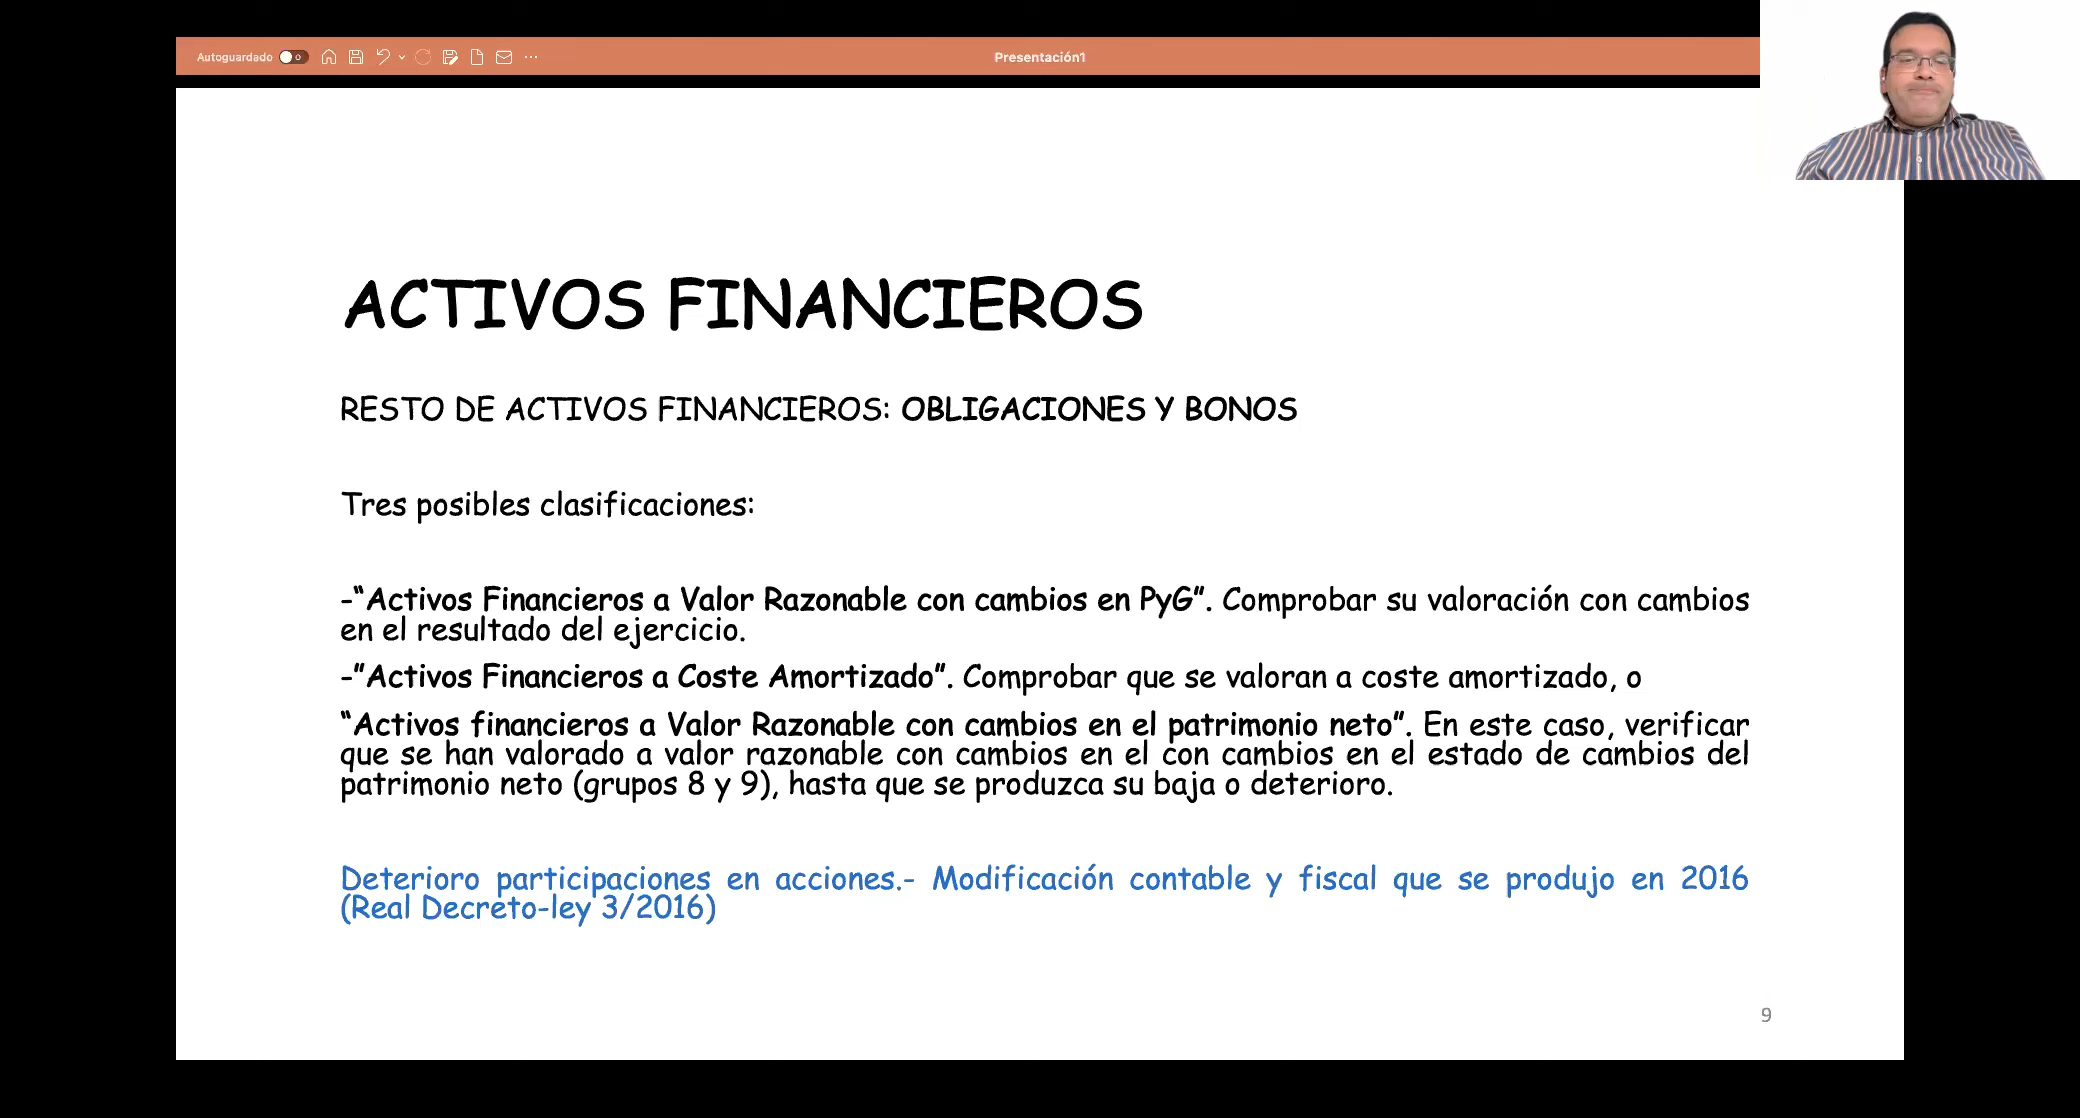 Autoguardado
Presentación1
ACTIVOS FINANCIEROS
RESTO DE ACTIVOS FINANCIEROS: OBLIGACIONES Y BONOS
Tres posibles clasificaciones:
-“Activos Financieros a Valor Razonable con cambios en PyG”. Comprobar su valoración con cambios
en el resultado del ejercicio.
-”Activos Financieros a Coste Amortizado”. Comprobar que se valoran a coste amortizado, o
“Activos financieros a Valor Razonable con cambios en el patrimonio neto”. En este caso, verificar
que se han valorado a valor razonable con cambios en el con cambios en el estado de cambios del
patrimonio neto (grupos 8 y 9), hasta que se produzca su baja o deterioro.
Deterioro participaciones en acciones.- Modificación contable y fiscal que se produjo en 2016
(Real Decreto-ley 3/2016)
9